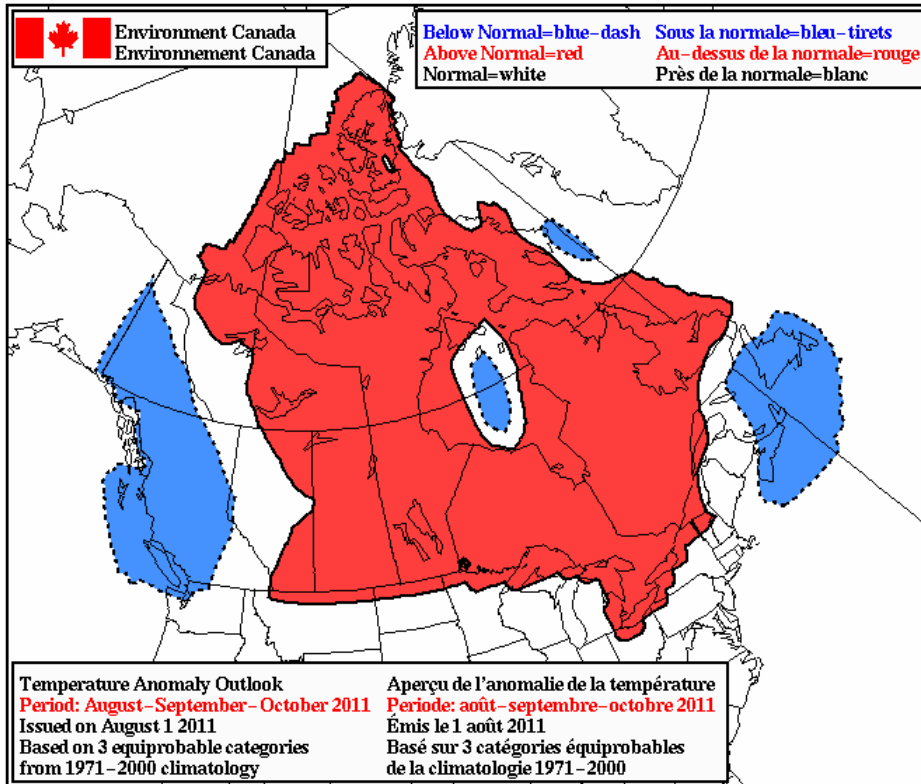 Environment Canada
Environnement Canada
Below Normal=blue-dash Sous la normale=bleu-tirets
Above Normal=red Au-dessus de la normale=rouge
Normal=white Près de la normale=blanc
Temperature Anomaly Outlook Aperçu de l'anomalie de la température
Period: August-September-October 2011 Periode: août-septembre-octobre 2011
Issued on August 1 2011 Émis le 1 août 2011
Based on 3 equiprobable categories Basé sur 3 catégories équiprobables
from 1971-2000 climatology de la climatologie 1971-2000